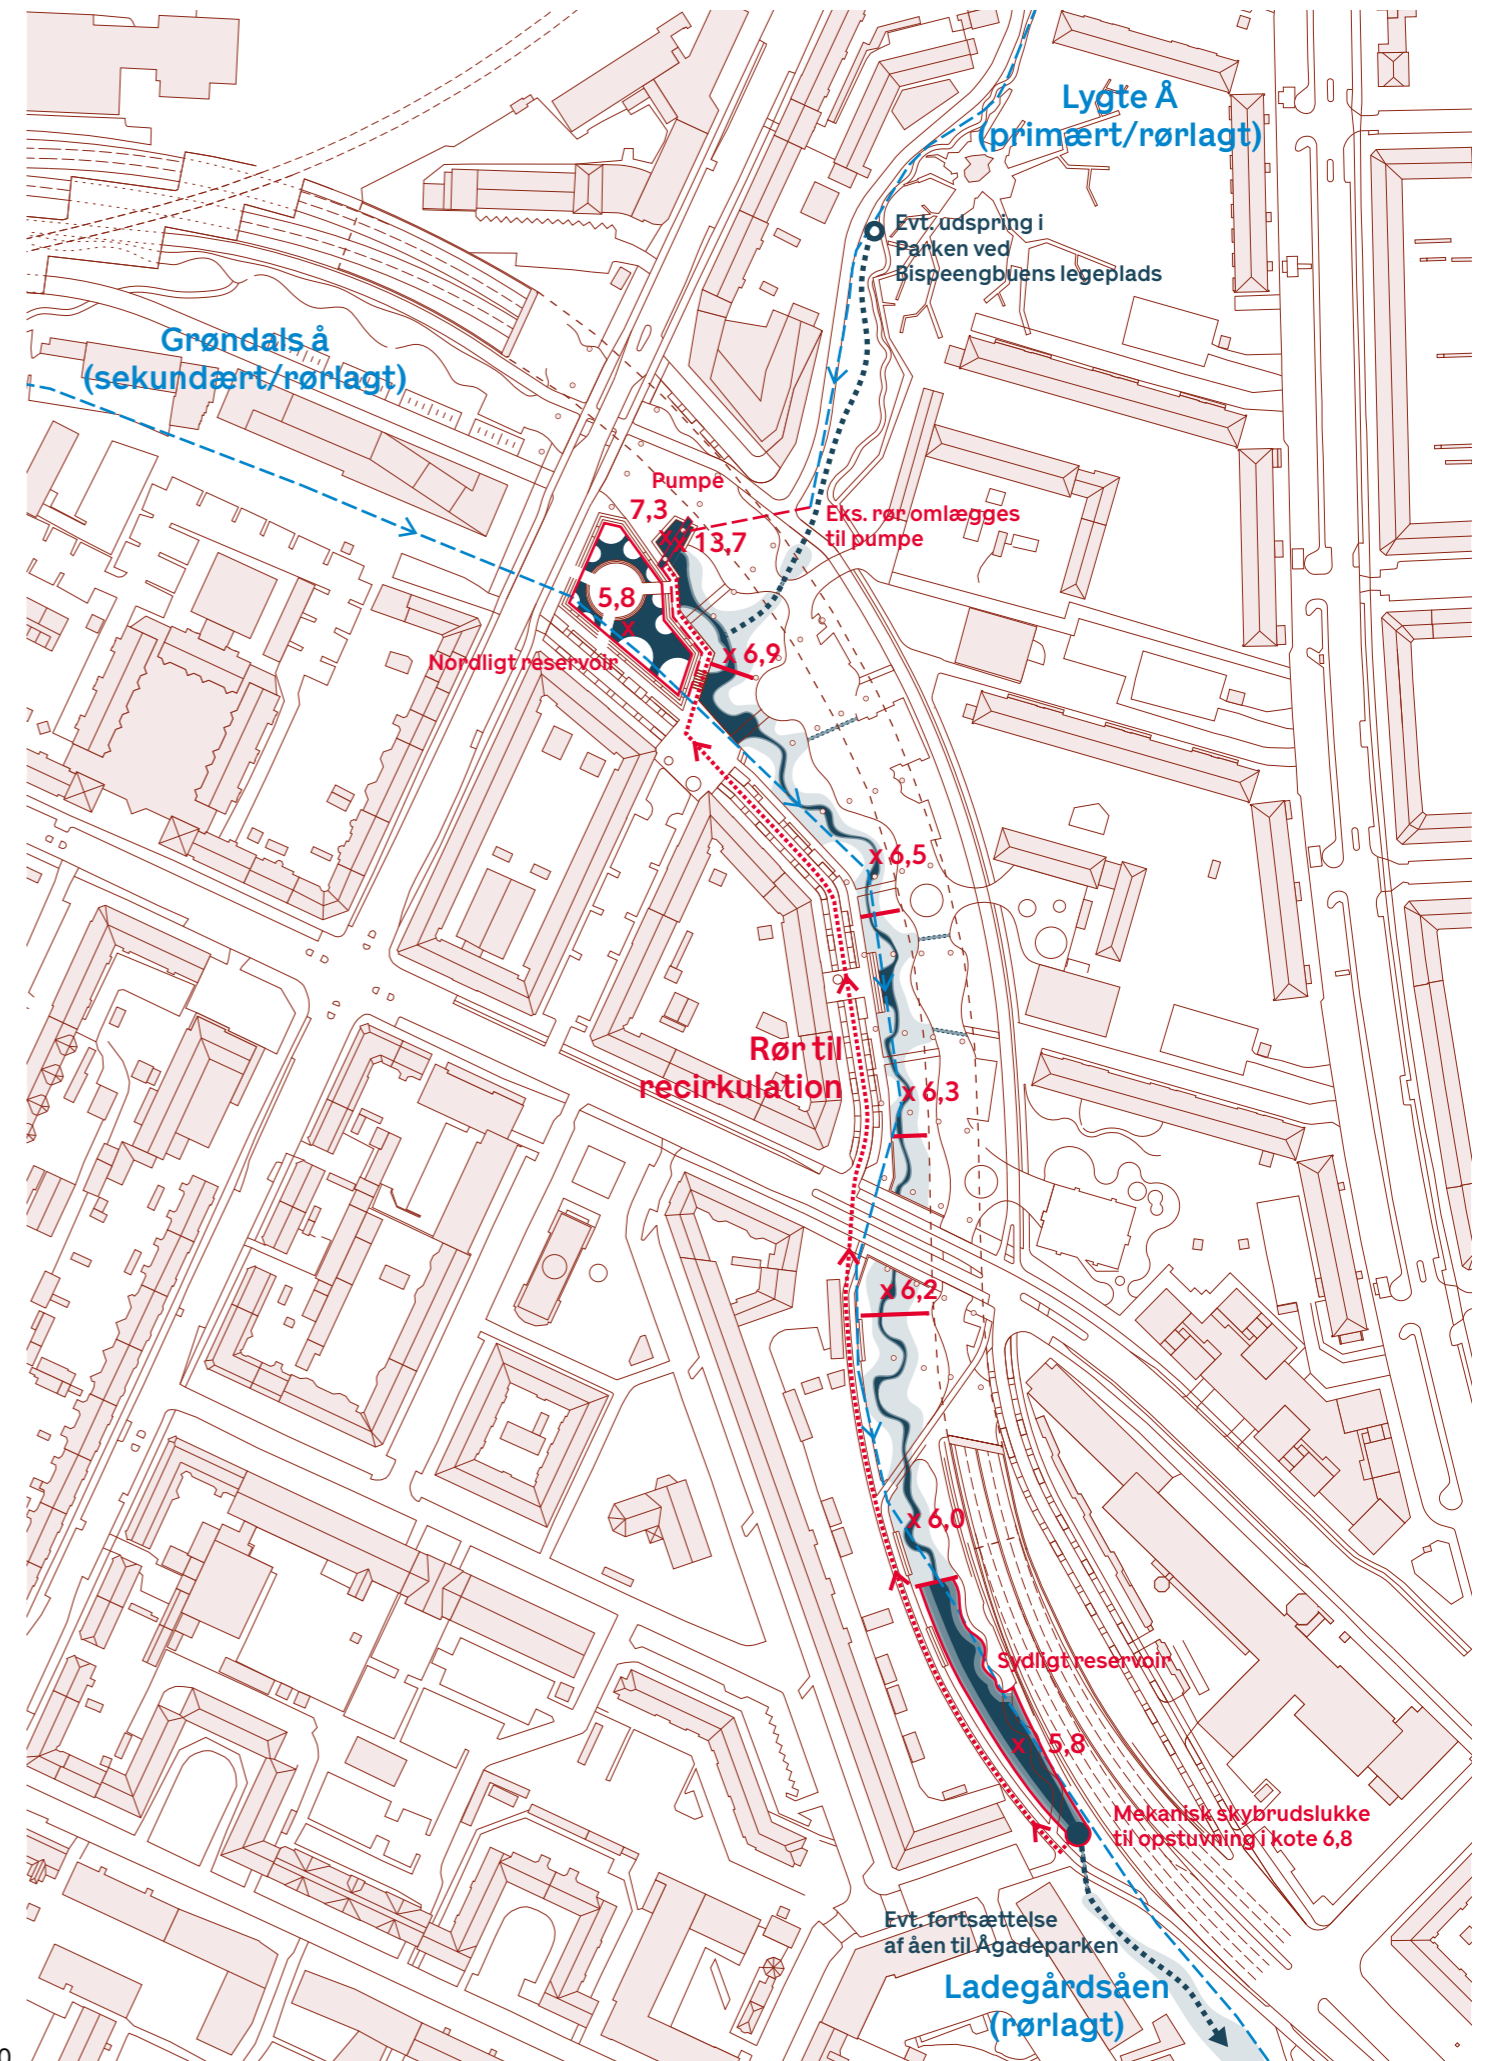 Lygte Å
(primært/rørlagt)
Evt. udspring i
Parken ved
Bispeengbuens legeplads
Grøndals å
(sekundært/rørlagt)
Pumpe
7,3
x
x 13,7
Eks. rør omlægges
til pumpe
5,8
x
Nordligt reservoir
x 6,9
x 6,5
Rør til
recirkulation
x 6,3
x 6,2
x 6,0
Sydligt reservoir
x 5,8
Mekanisk skybrudslukke
til opstuvning i kote 6,8
Evt. fortsættelse
af åen til Ågadeparken
Ladegårdsåen
(rørlagt)